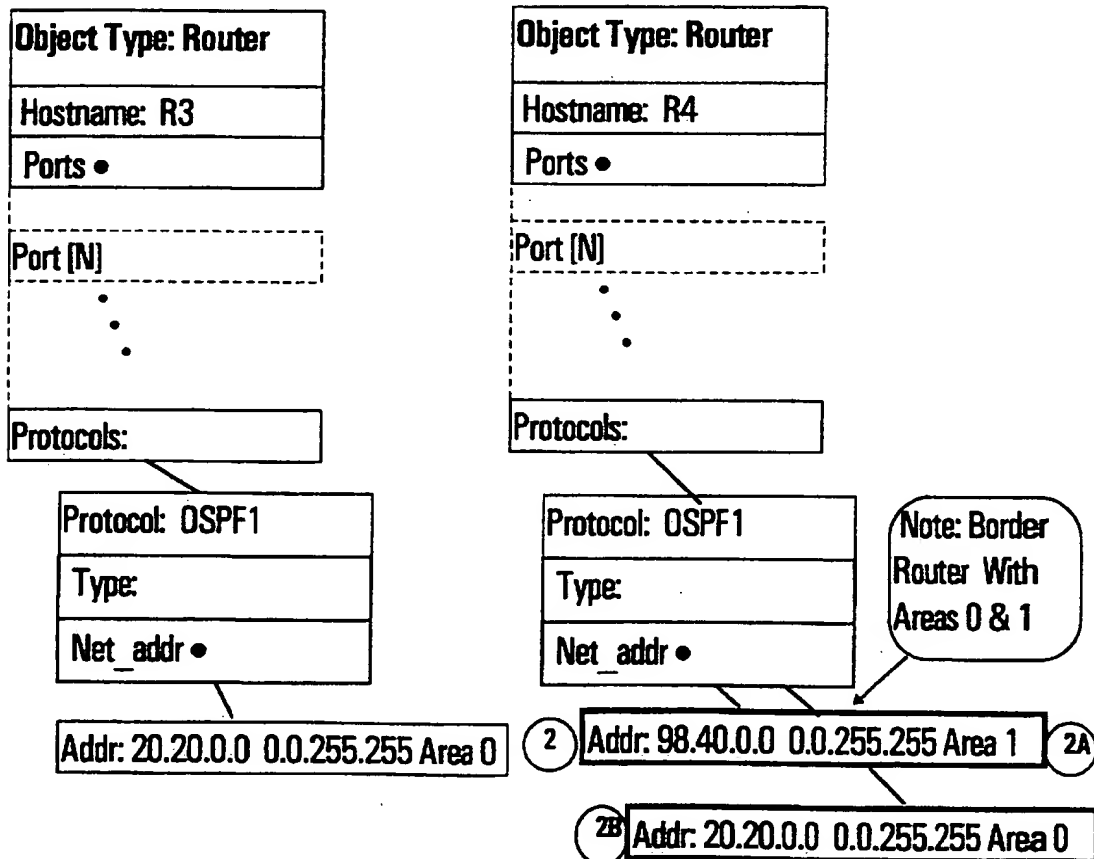 Object Type: Router
Hostname: R3
Ports
Port [N]
Protocols:
Protocol: OSPF1
Type:
Net_addr
Addr: 20.20.0.0 0.0.255.255 Area 0
Object Type: Router
Hostname: R4
Ports
Port [N]
Protocols:
Protocol: OSPF1
Type:
Net_addr
Note: Border
Router With
Areas 0 & 1
2
Addr: 98.40.0.0 0.0.255.255 Area 1
2A
2B
Addr: 20.20.0.0 0.0.255.255 Area 0